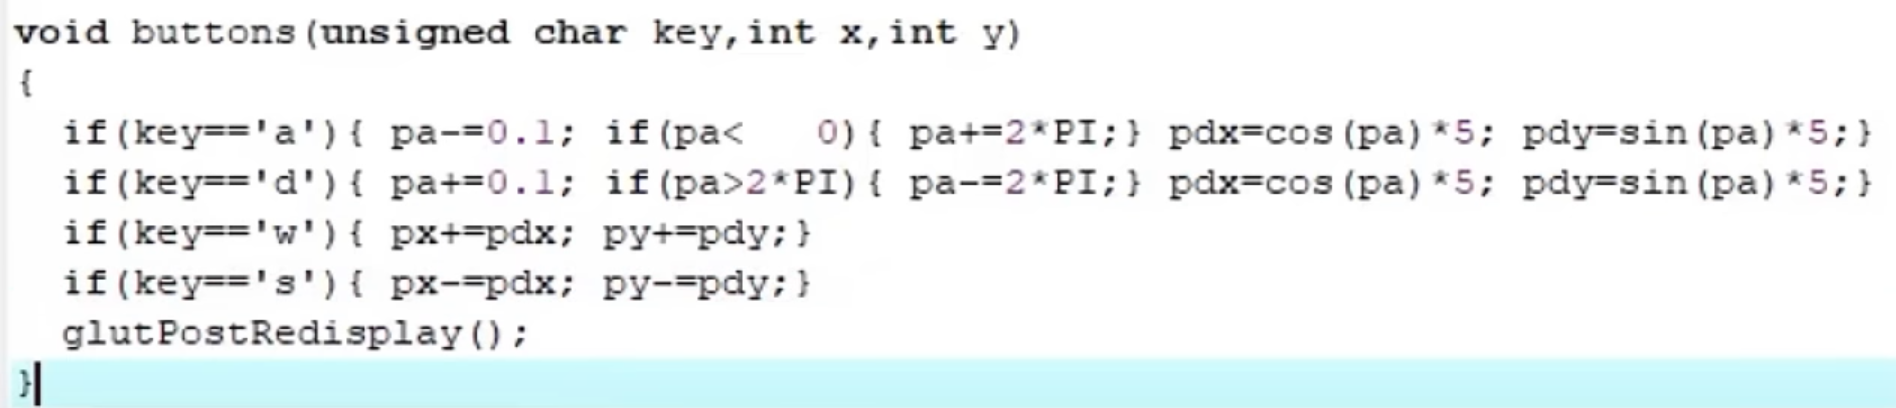 void buttons(unsigned char key,int x,int y)
{
  if(key=='a'){ pa-=0.1; if(pa<   0){ pa+=2*PI;} pdx=cos(pa)*5; pdy=sin(pa)*5;}
  if(key=='d'){ pa+=0.1; if(pa>2*PI){ pa-=2*PI;} pdx=cos(pa)*5; pdy=sin(pa)*5;}
  if(key=='w'){ px+=pdx; py+=pdy;}
  if(key=='s'){ px-=pdx; py-=pdy;}
  glutPostRedisplay();
}